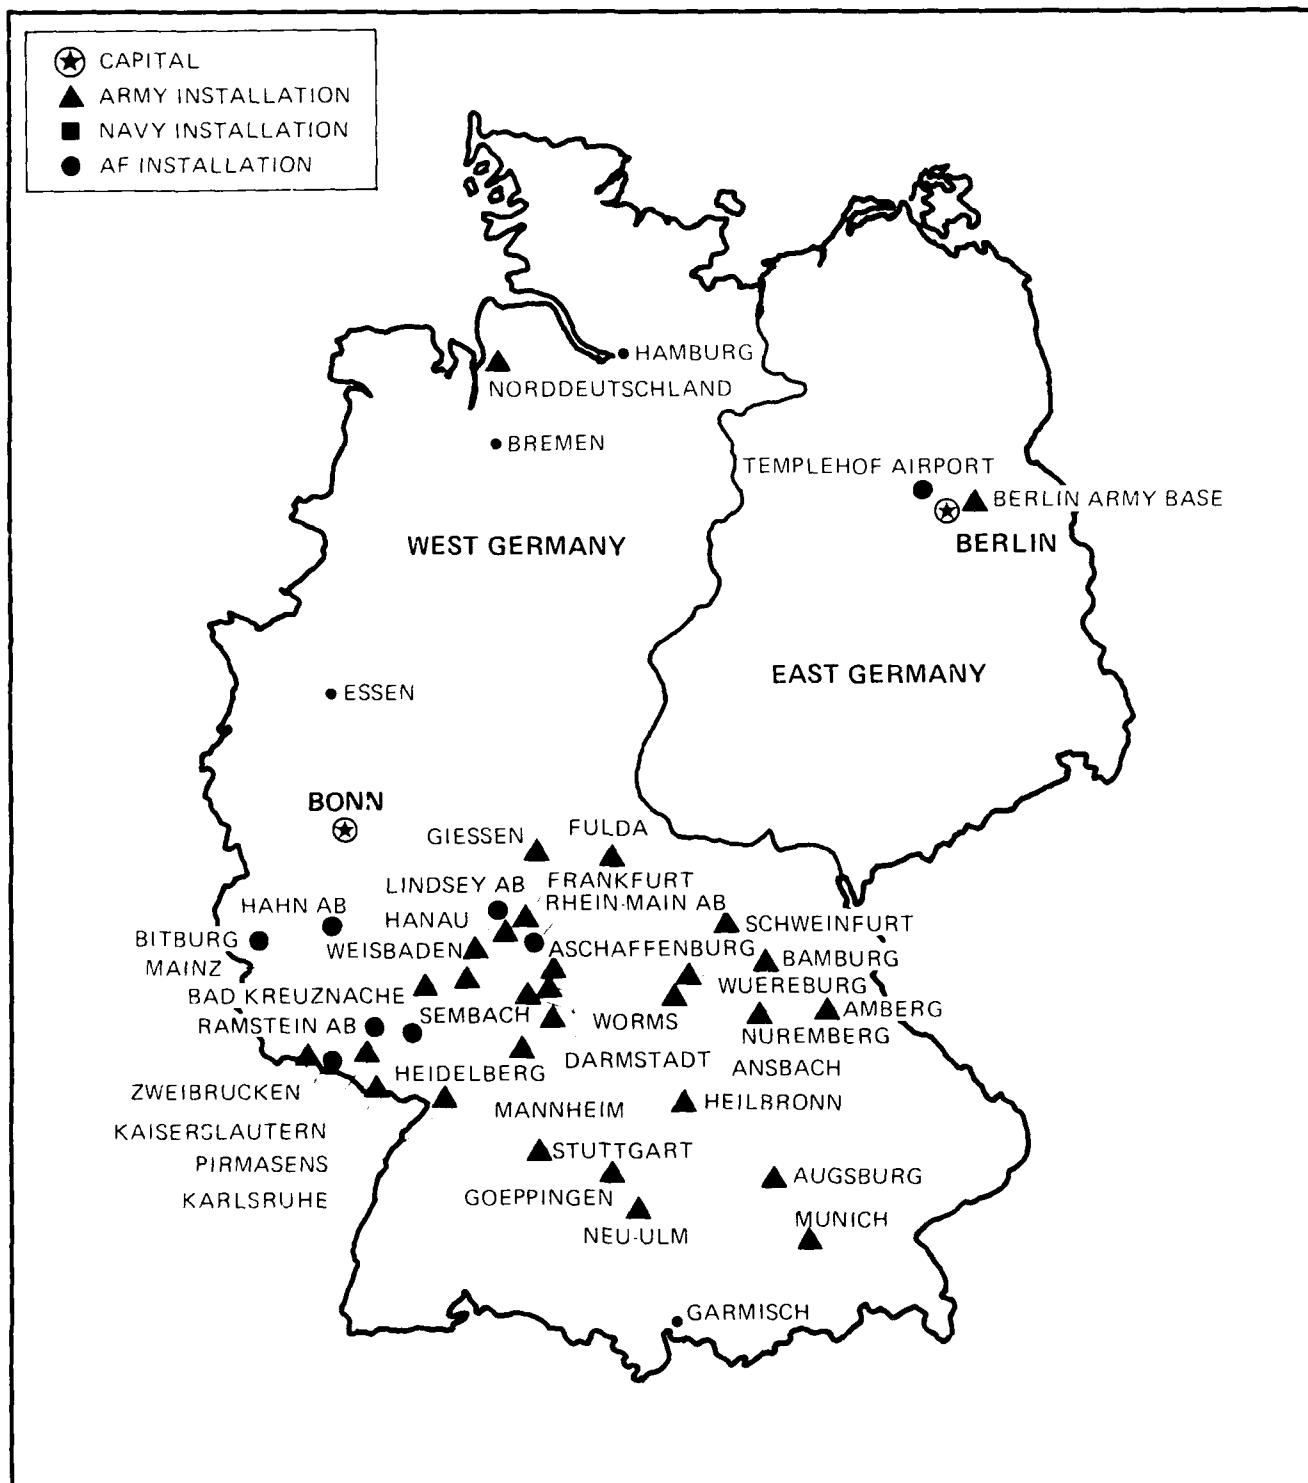 CAPITAL
ARMY INSTALLATION
NAVY INSTALLATION
AF INSTALLATION
HAMBURG
NORDDEUTSCHLAND
BREMEN
TEMPLEHOF AIRPORT
BERLIN ARMY BASE
BERLIN
WEST GERMANY
EAST GERMANY
ESSEN
BONN
GIESSEN
FULDA
LINDSEY AB
FRANKFURT
HAHN AB
HANAU
RHEIN-MAIN AB
SCHWEINFURT
BITBURG
WEISBADEN
ASCHAFFENBURG
BAMBURG
MAINZ
BAD KREUZNACHE
WUEREBURG
RAMSTEIN AB
SEMBACH
WORMS
AMBERG
NUREMBERG
HEIDELBERG
DARMSTADT
ANSBACH
ZWEIBRUCKEN
MANNHEIM
HEILBRONN
KAISERSLAUTERN
PIRMASENS
STUTTGART
AUGSBURG
KARLSRUHE
GOEPPINGEN
NEU-ULM
MUNICH
GARMISCH